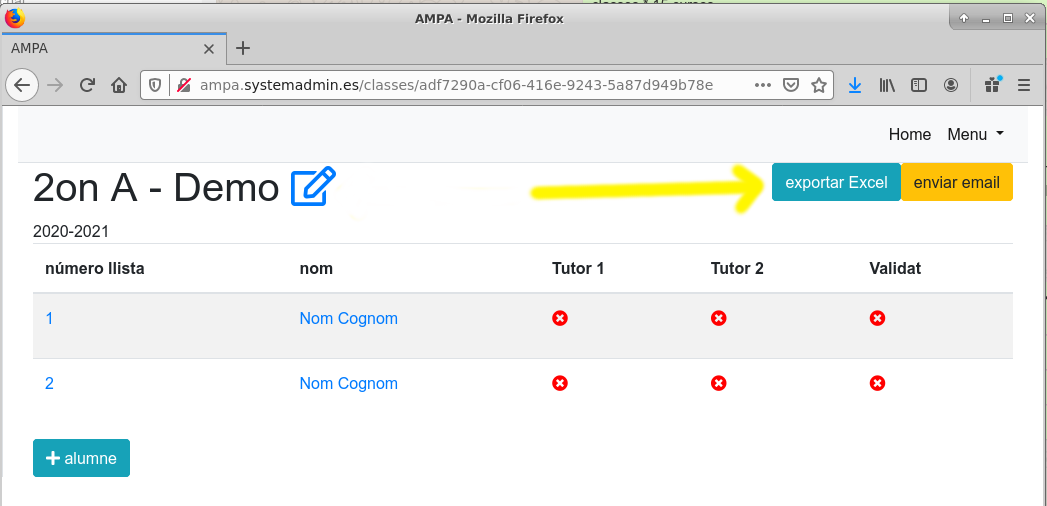 AMPA - Mozilla Firefox
AMPA
ampa.systemadmin.es/classes/adf7290a-cf06-416e-9243-5a87d949b78e
Home Menu
2on A - Demo
exportar Excel enviar email
2020-2021
número llista nom Tutor 1 Tutor 2 Validat
1 Nom Cognom
2 Nom Cognom
+ alumne